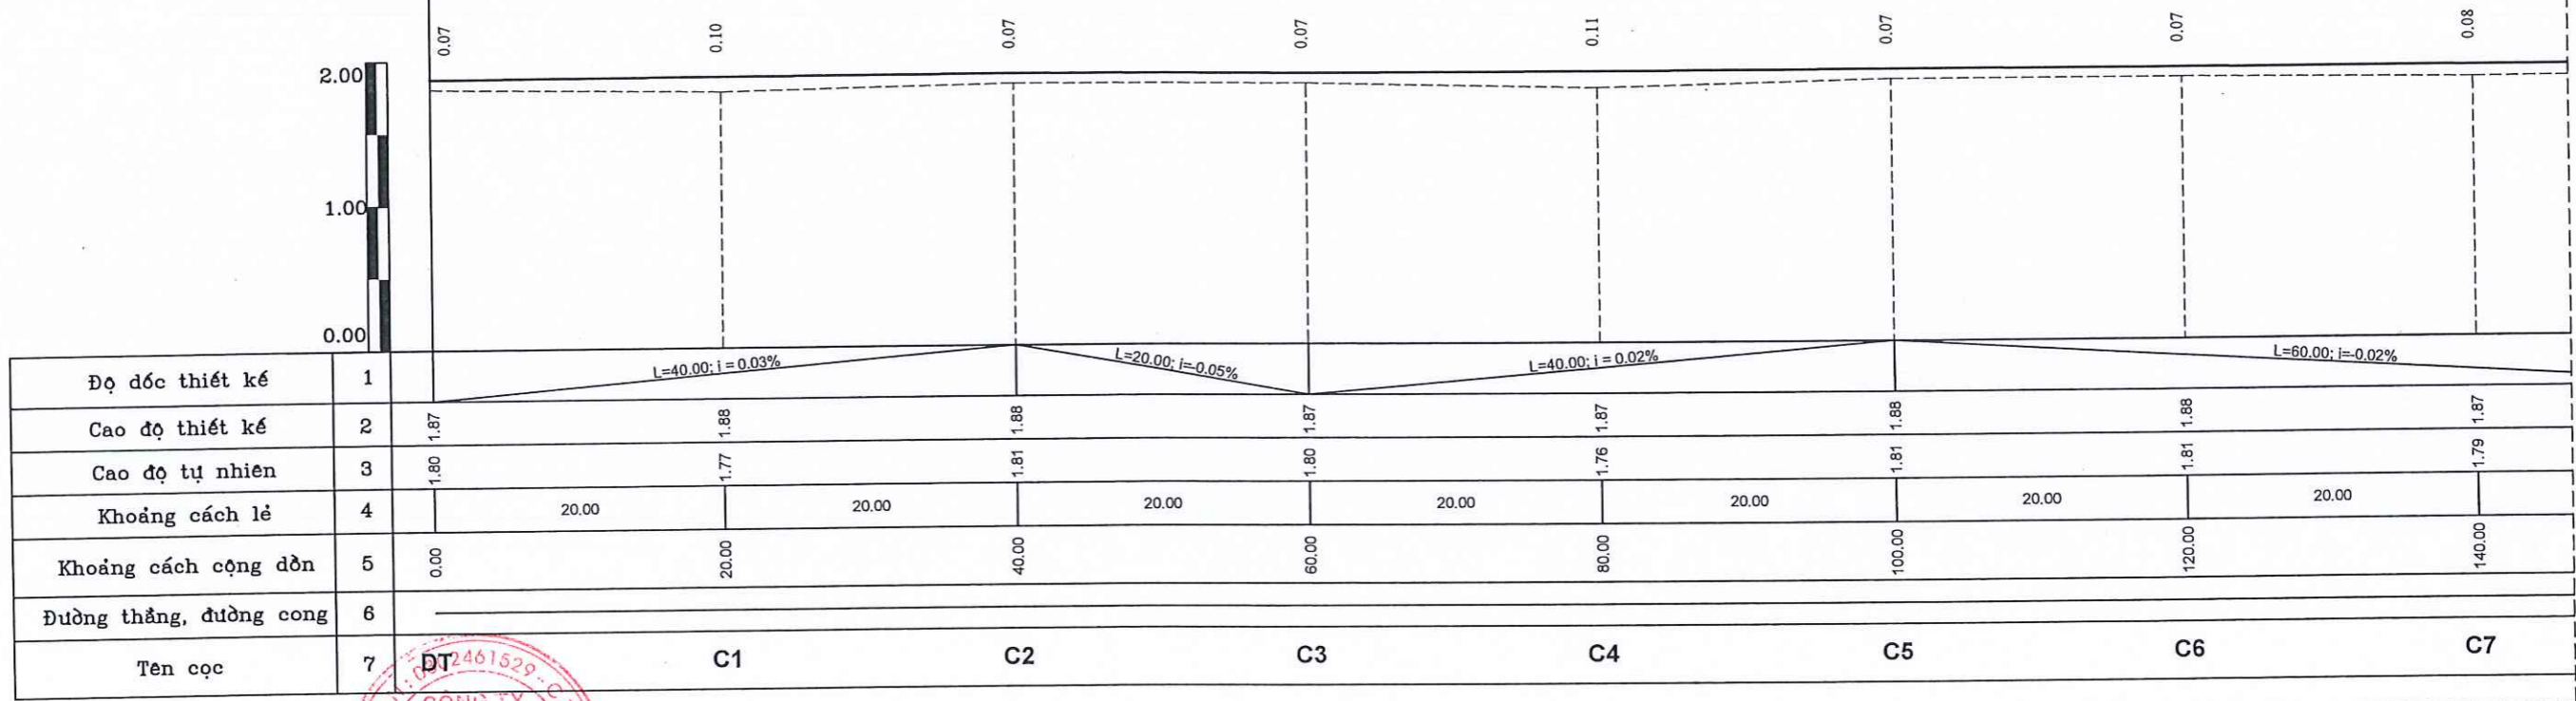 0.07 0.10 0.07 0.07 0.11 0.07 0.07 0.08
2.00
1.00
0.00
Độ dốc thiết kế 1 L=40.00; i = 0.03% L=20.00; i=-0.05% L=40.00; i = 0.02% L=60.00; i=-0.02%
Cao độ thiết kế 2 1.87 1.88 1.88 1.87 1.87 1.88 1.88 1.87
Cao độ tự nhiên 3 1.80 1.77 1.81 1.80 1.76 1.81 1.81 1.79
Khoảng cách lẻ 4 20.00 20.00 20.00 20.00 20.00 20.00 20.00
Khoảng cách cộng dồn 5 0.00 20.00 40.00 60.00 80.00 100.00 120.00 140.00
Đường thẳng, đường cong 6
Tên cọc 7 DT C1 C2 C3 C4 C5 C6 C7
CÔNG TY